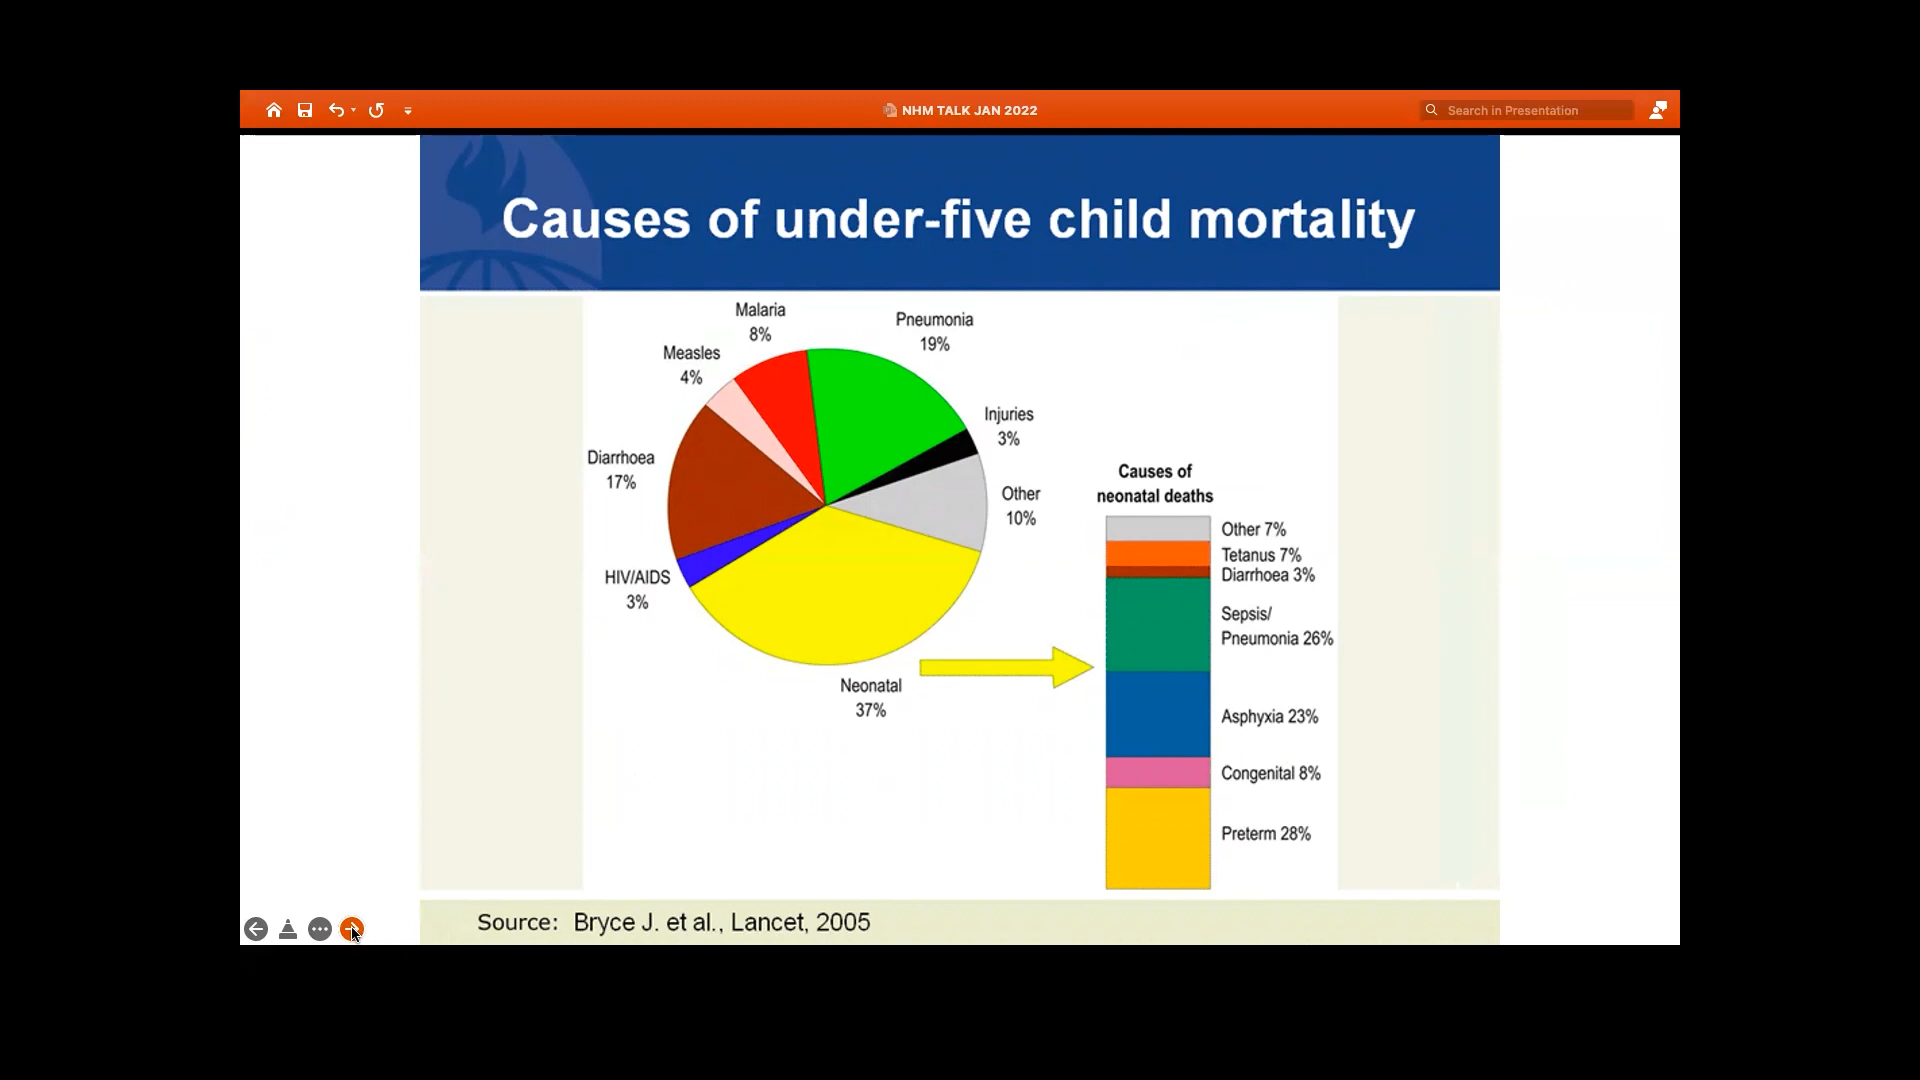 NHM TALK JAN 2022
Search in Presentation
Causes of under-five child mortality
Malaria
8%
Pneumonia
19%
Measles
4%
Injuries
3%
Diarrhoea
17%
Other
10%
HIV/AIDS
3%
Neonatal
37%
Causes of
neonatal deaths
Other 7%
Tetanus 7%
Diarrhoea 3%
Sepsis/
Pneumonia 26%
Asphyxia 23%
Congenital 8%
Preterm 28%
Source: Bryce J. et al., Lancet, 2005